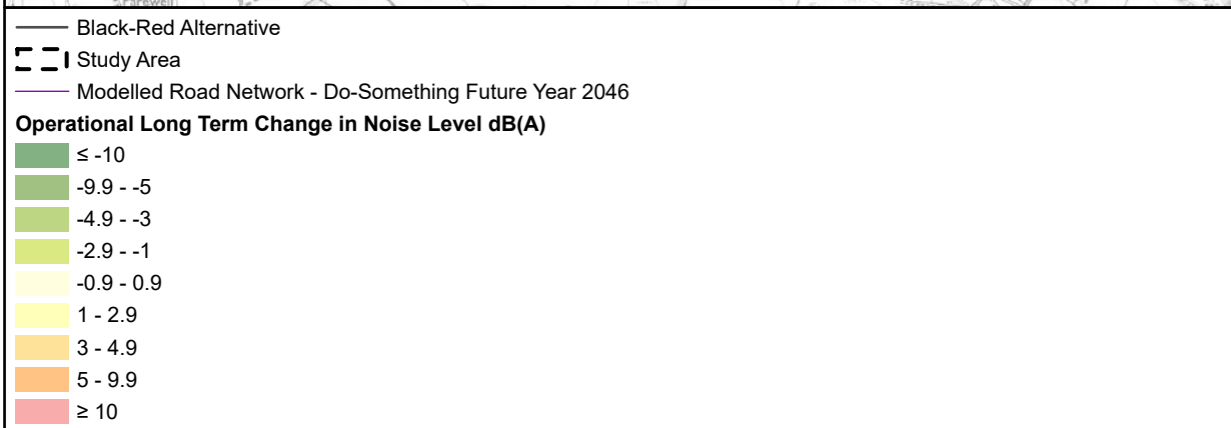 Farewell
Black-Red Alternative
Study Area
Modelled Road Network - Do-Something Future Year 2046
Operational Long Term Change in Noise Level dB(A)
≤ -10
-9.9 - -5
-4.9 - -3
-2.9 - -1
-0.9 - 0.9
1 - 2.9
3 - 4.9
5 - 9.9
≥ 10